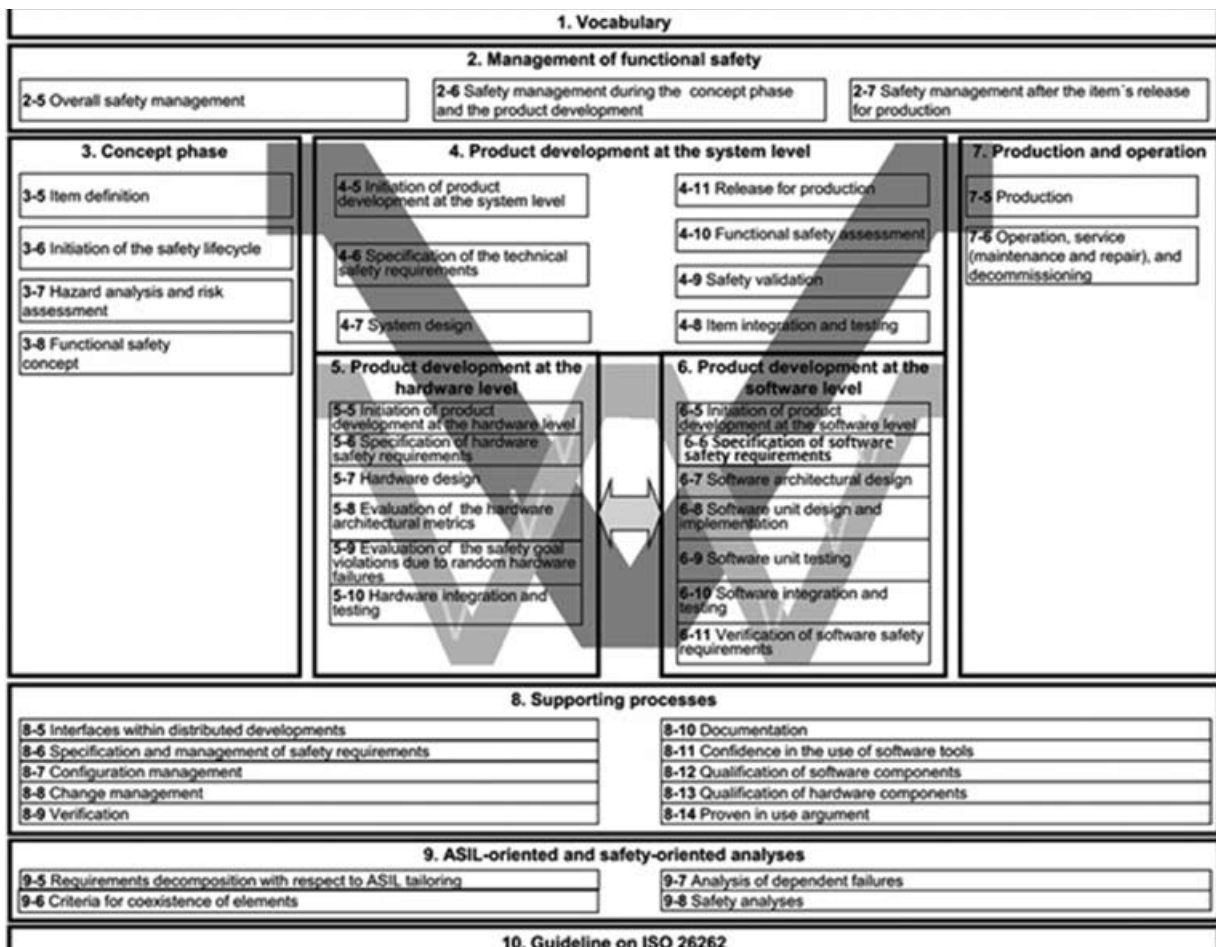 1. Vocabulary
2. Management of functional safety
2-5 Overall safety management
2-6 Safety management during the concept phase
and the product development
2-7 Safety management after the item´s release
for production
3. Concept phase
3-5 Item definition
3-6 Initiation of the safety lifecycle
3-7 Hazard analysis and risk
assessment
3-8 Functional safety
concept
4. Product development at the system level
4-5 Initiation of product
development at the system level
4-6 Specification of the technical
safety requirements
4-7 System design
4-11 Release for production
4-10 Functional safety assessment
4-9 Safety validation
4-8 Item integration and testing
7. Production and operation
7-5 Production
7-6 Operation, service
(maintenance and repair), and
decommissioning
5. Product development at the
hardware level
5-5 Initiation of product
development at the hardware level
5-6 Specification of hardware
safety requirements
5-7 Hardware design
5-8 Evaluation of the hardware
architectural metrics
5-9 Evaluation of the safety goal
violations due to random hardware
failures
5-10 Hardware integration and
testing
6. Product development at the
software level
6-5 Initiation of product
development at the software level
6-6 Specification of software
safety requirements
6-7 Software architectural design
6-8 Software unit design and
implementation
6-9 Software unit testing
6-10 Software integration and
testing
6-11 Verification of software safety
requirements
8. Supporting processes
8-5 Interfaces within distributed developments
8-6 Specification and management of safety requirements
8-7 Configuration management
8-8 Change management
8-9 Verification
8-10 Documentation
8-11 Confidence in the use of software tools
8-12 Qualification of software components
8-13 Qualification of hardware components
8-14 Proven in use argument
9. ASIL-oriented and safety-oriented analyses
9-5 Requirements decomposition with respect to ASIL tailoring
9-6 Criteria for coexistence of elements
9-7 Analysis of dependent failures
9-8 Safety analyses
10. Guideline on ISO 26262